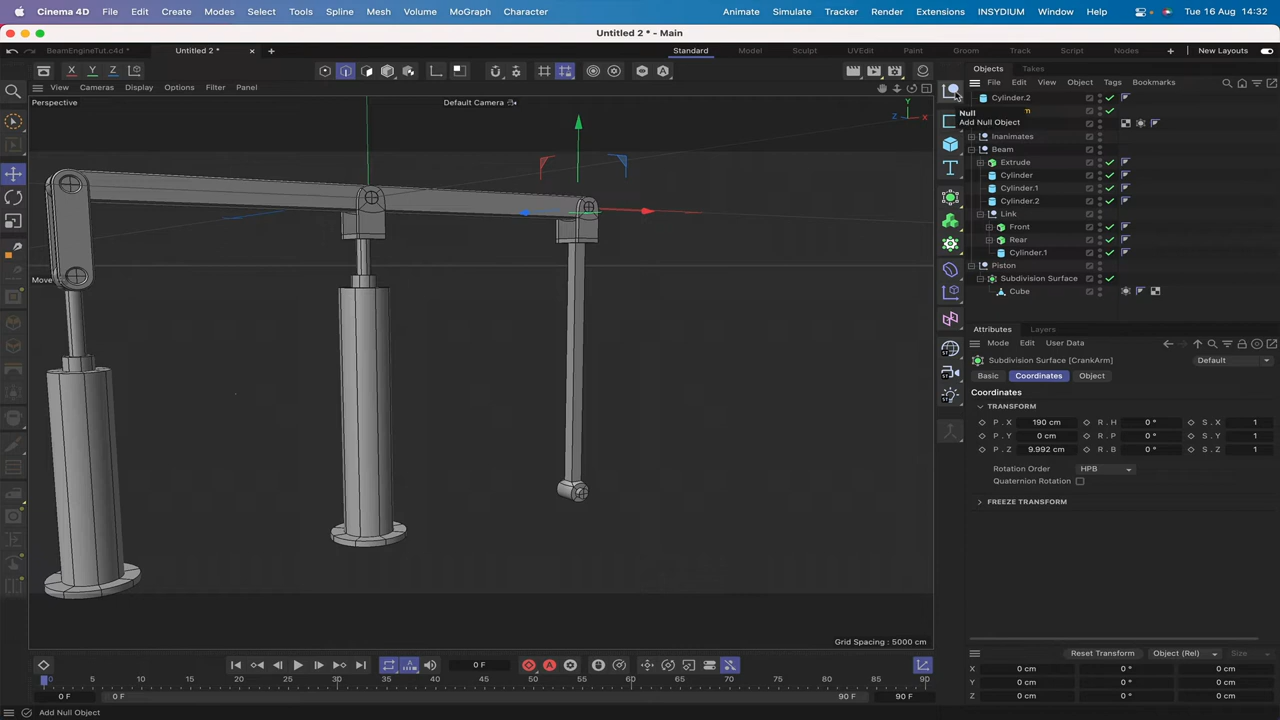 Cinema 4D File Edit Create Modes Select Tools Spline Mesh Volume MoGraph Character Animate Simulate Tracker Render Extensions INSYDIUM Window Help Tue 16 Aug 14:32
Untitled 2 * - Main
BeamEngineTut.c4d * Untitled 2 * Standard Model Sculpt UVEdit Paint Groom Track Script Nodes New Layouts
X Y Z
Objects Takes
File Edit View Object Tags Bookmarks
View Cameras Display Options Filter Panel
Perspective
Default Camera
Y
Z X
Cylinder.2
Null
Add Null Object
Inanimates
Beam
Extrude
Cylinder
Cylinder.1
Cylinder.2
Link
Front
Rear
Cylinder.1
Piston
Subdivision Surface
Cube
Move
Attributes Layers
Mode Edit User Data
Subdivision Surface [CrankArm] Default
Basic Coordinates Object
Coordinates
TRANSFORM
P . X 190 cm R . H 0 ° S . X 1
P . Y 0 cm R . P 0 ° S . Y 1
P . Z 9.992 cm R . B 0 ° S . Z 1
Rotation Order HPB
Quaternion Rotation
FREEZE TRANSFORM
Grid Spacing : 5000 cm
0 F
0 5 10 15 20 25 30 35 40 45 50 55 60 65 70 75 80 85 90
0 F 0 F 90 F 90 F
Reset Transform Object (Rel) Size
X 0 cm 0 ° 0 cm
Y 0 cm 0 ° 0 cm
Z 0 cm 0 ° 0 cm
Add Null Object